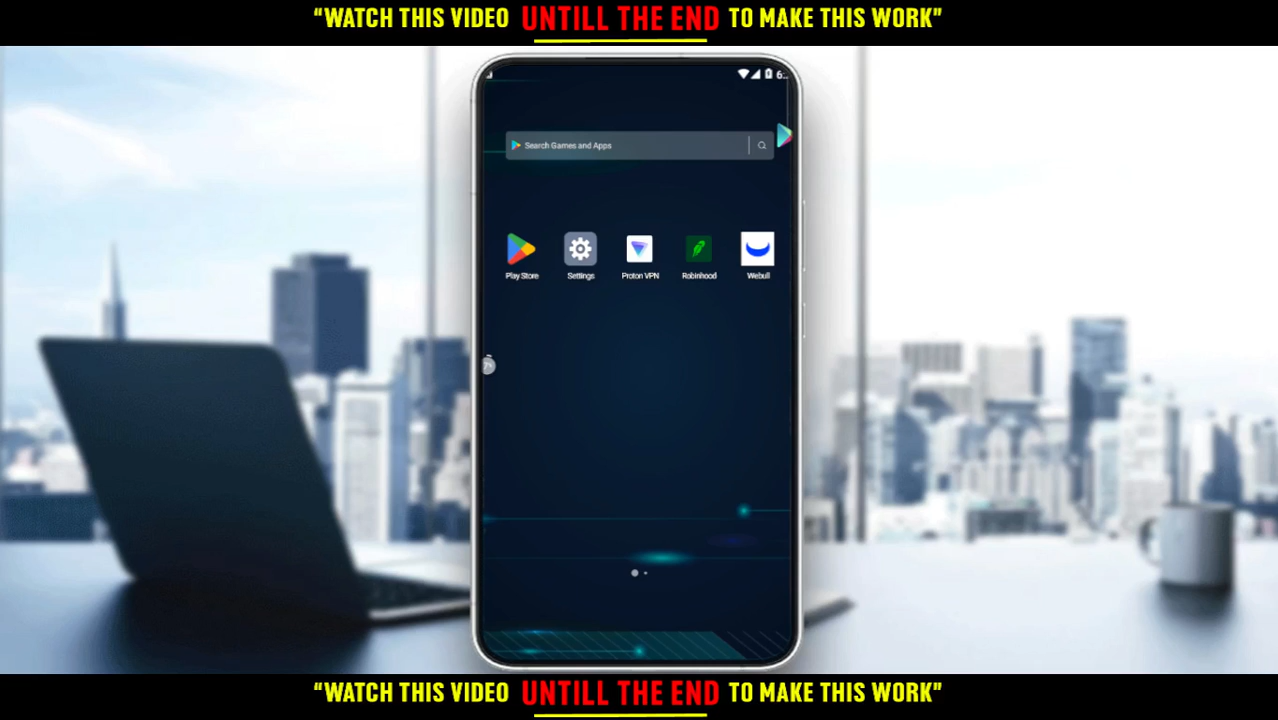 “WATCH THIS VIDEO UNTILL THE END TO MAKE THIS WORK”
6:
Search Games and Apps
Play Store Settings Proton VPN Robinhood Webull
“WATCH THIS VIDEO UNTILL THE END TO MAKE THIS WORK”